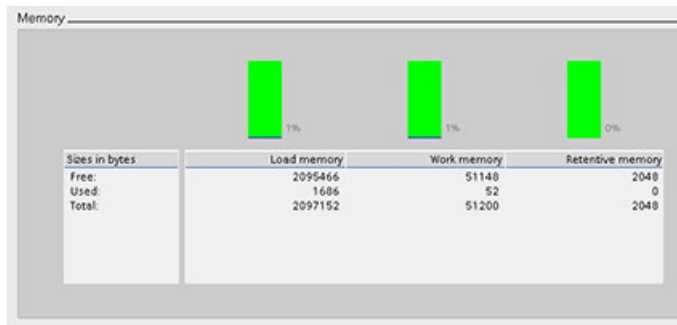 Memory
1% 1% 0%
Sizes in bytes Load memory Work memory Retentive memory
Free: 2095466 51148 2048
Used: 1686 52 0
Total: 2097152 51200 2048